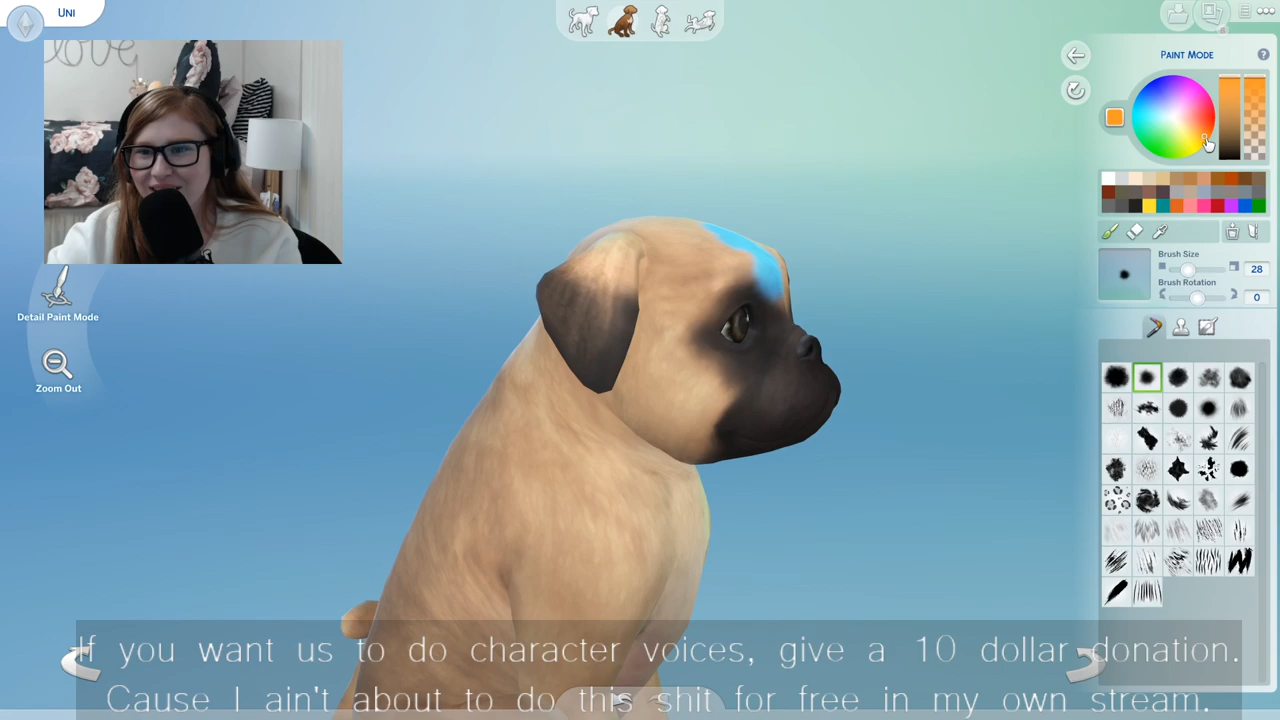 Uni
love
PAINT MODE
?
Brush Size
28
Brush Rotation
0
Detail Paint Mode
Zoom Out
If you want us to do character voices, give a 10 dollar donation.
Cause I ain't about to do this shit for free in my own stream.